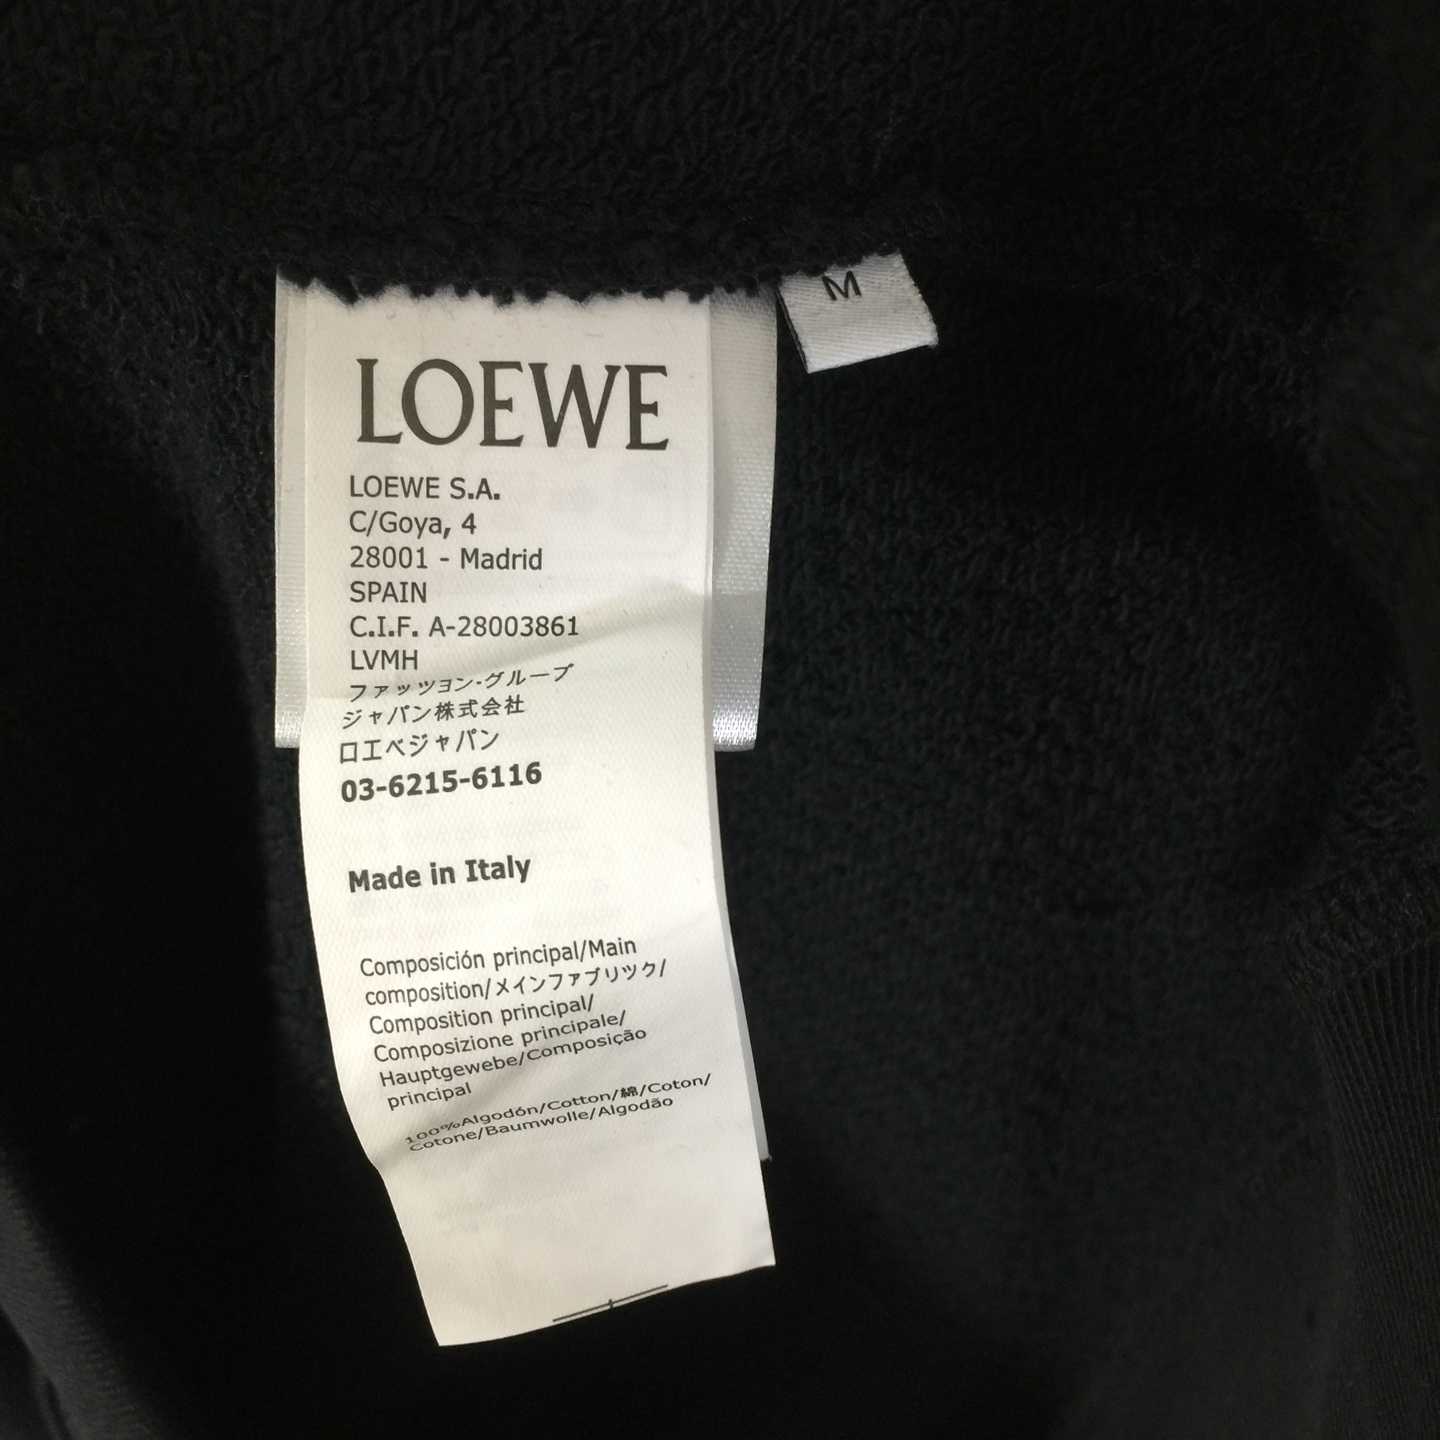 M
LOEWE
LOEWE S.A.
C/Goya, 4
28001 - Madrid
SPAIN
C.I.F. A-28003861
LVMH
ファッツョン・グループ
ジャパン株式会社
ロエベジャパン
03-6215-6116
Made in Italy
Composición principal/Main
composition/メインファブリツク/
Composition principal/
Composizione principale/
Hauptgewebe/Composição
principal
100%Algodón/Cotton/綿/Coton/
Cotone/Baumwolle/Algodão